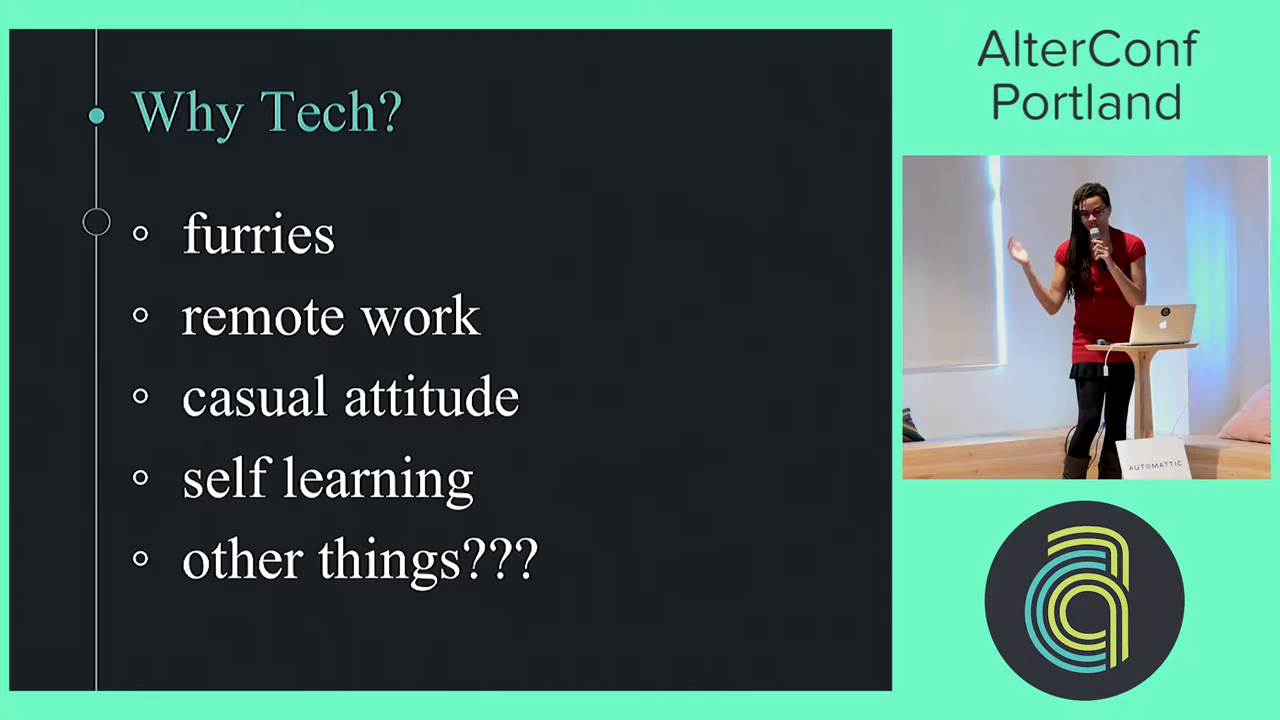 Why Tech?
furries
remote work
casual attitude
self learning
other things???
AlterConf
Portland
AUTOMATTIC